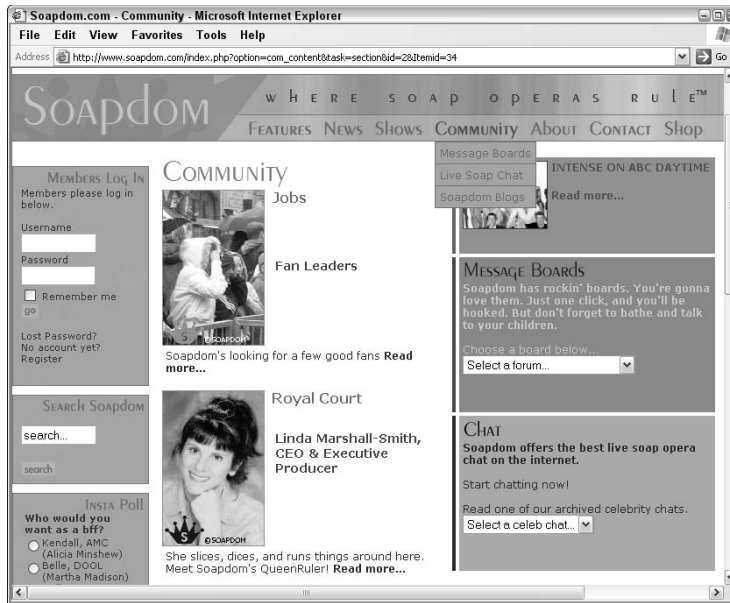 Soapdom.com - Community - Microsoft Internet Explorer
File Edit View Favorites Tools Help
Address http://www.soapdom.com/index.php?option=com_content&task=section&id=2&Itemid=34 Go
SOAPDOM
WHERE SOAP OPERAS RULE™
FEATURES NEWS SHOWS COMMUNITY ABOUT CONTACT SHOP
Message Boards
Live Soap Chat
Soapdom Blogs
MEMBERS LOG IN
Members please log in
below.
Username
Password
Remember me
go
Lost Password?
No account yet?
Register
SEARCH SOAPDOM
search...
search
INSTA POLL
Who would you
want as a bff?
Kendall, AMC
(Alicia Minshew)
Belle, DOOL
(Martha Madison)
COMMUNITY
Jobs
Fan Leaders
S ©SOAPDOM
Soapdom's looking for a few good fans Read
more...
Royal Court
Linda Marshall-Smith,
CEO & Executive
Producer
S ©SOAPDOM
She slices, dices, and runs things around here.
Meet Soapdom's QueenRuler! Read more...
INTENSE ON ABC DAYTIME
Read more...
MESSAGE BOARDS
Soapdom has rockin' boards. You're gonna
love them. Just one click, and you'll be
hooked. But don't forget to bathe and talk
to your children.
Choose a board below...
Select a forum...
CHAT
Soapdom offers the best live soap opera
chat on the internet.
Start chatting now!
Read one of our archived celebrity chats.
Select a celeb chat...